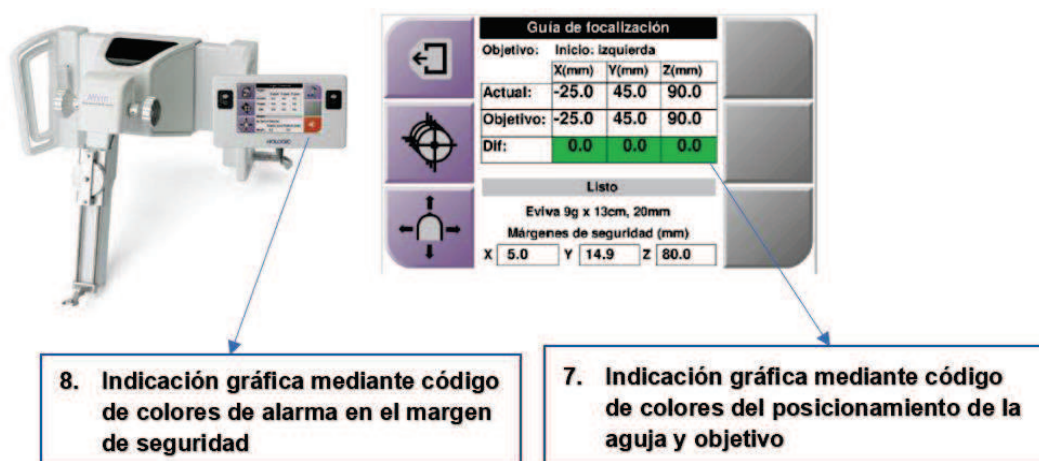 Guía de focalización
Objetivo: Inicio: izquierda
X(mm) Y(mm) Z(mm)
Actual: -25.0 45.0 90.0
Objetivo: -25.0 45.0 90.0
Dif: 0.0 0.0 0.0
Listo
Eviva 9g x 13cm, 20mm
Márgenes de seguridad (mm)
X 5.0 Y 14.9 Z 80.0
HOLOGIC
8. Indicación gráfica mediante código
de colores de alarma en el margen
de seguridad
7. Indicación gráfica mediante código
de colores del posicionamiento de la
aguja y objetivo